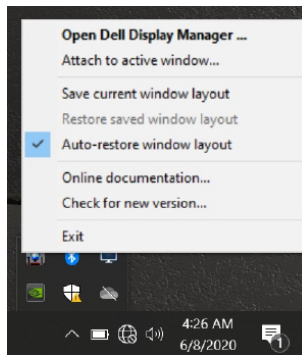 Open Dell Display Manager ...
Attach to active window...
Save current window layout
Restore saved window layout
Auto-restore window layout
Online documentation...
Check for new version...
Exit
4:26 AM
6/8/2020
1